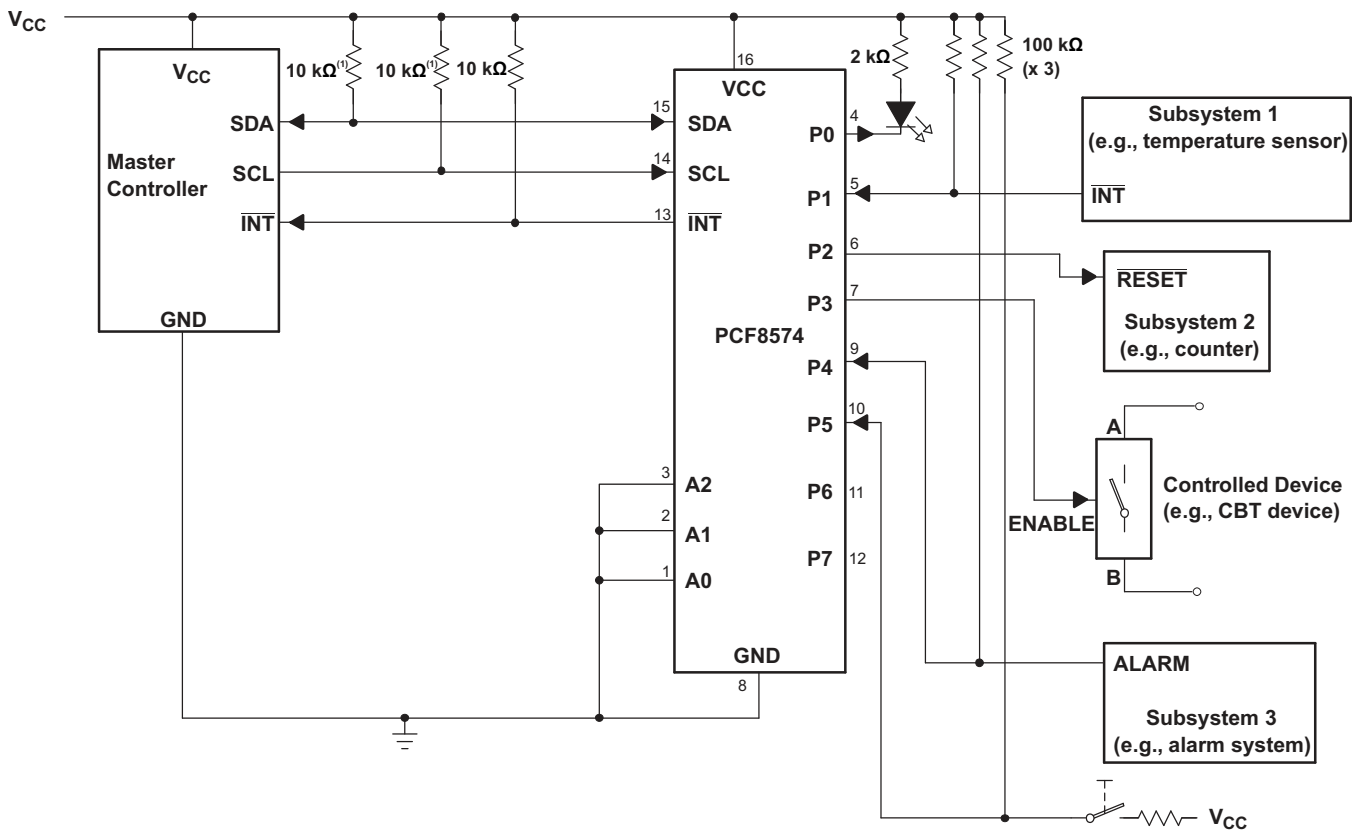 VCC
VCC
10 kΩ(1)
10 kΩ(1)
10 kΩ
2 kΩ
100 kΩ
(x 3)
16
VCC
SDA
15
SDA
P0
4
Subsystem 1
(e.g., temperature sensor)
Master
Controller
SCL
14
SCL
P1
5
INT
INT
13
INT
P2
6
RESET
Subsystem 2
(e.g., counter)
P3
7
GND
PCF8574
P4
9
P5
10
A
Controlled Device
(e.g., CBT device)
ENABLE
B
3
A2
P6
11
2
A1
P7
12
1
A0
GND
8
ALARM
Subsystem 3
(e.g., alarm system)
VCC